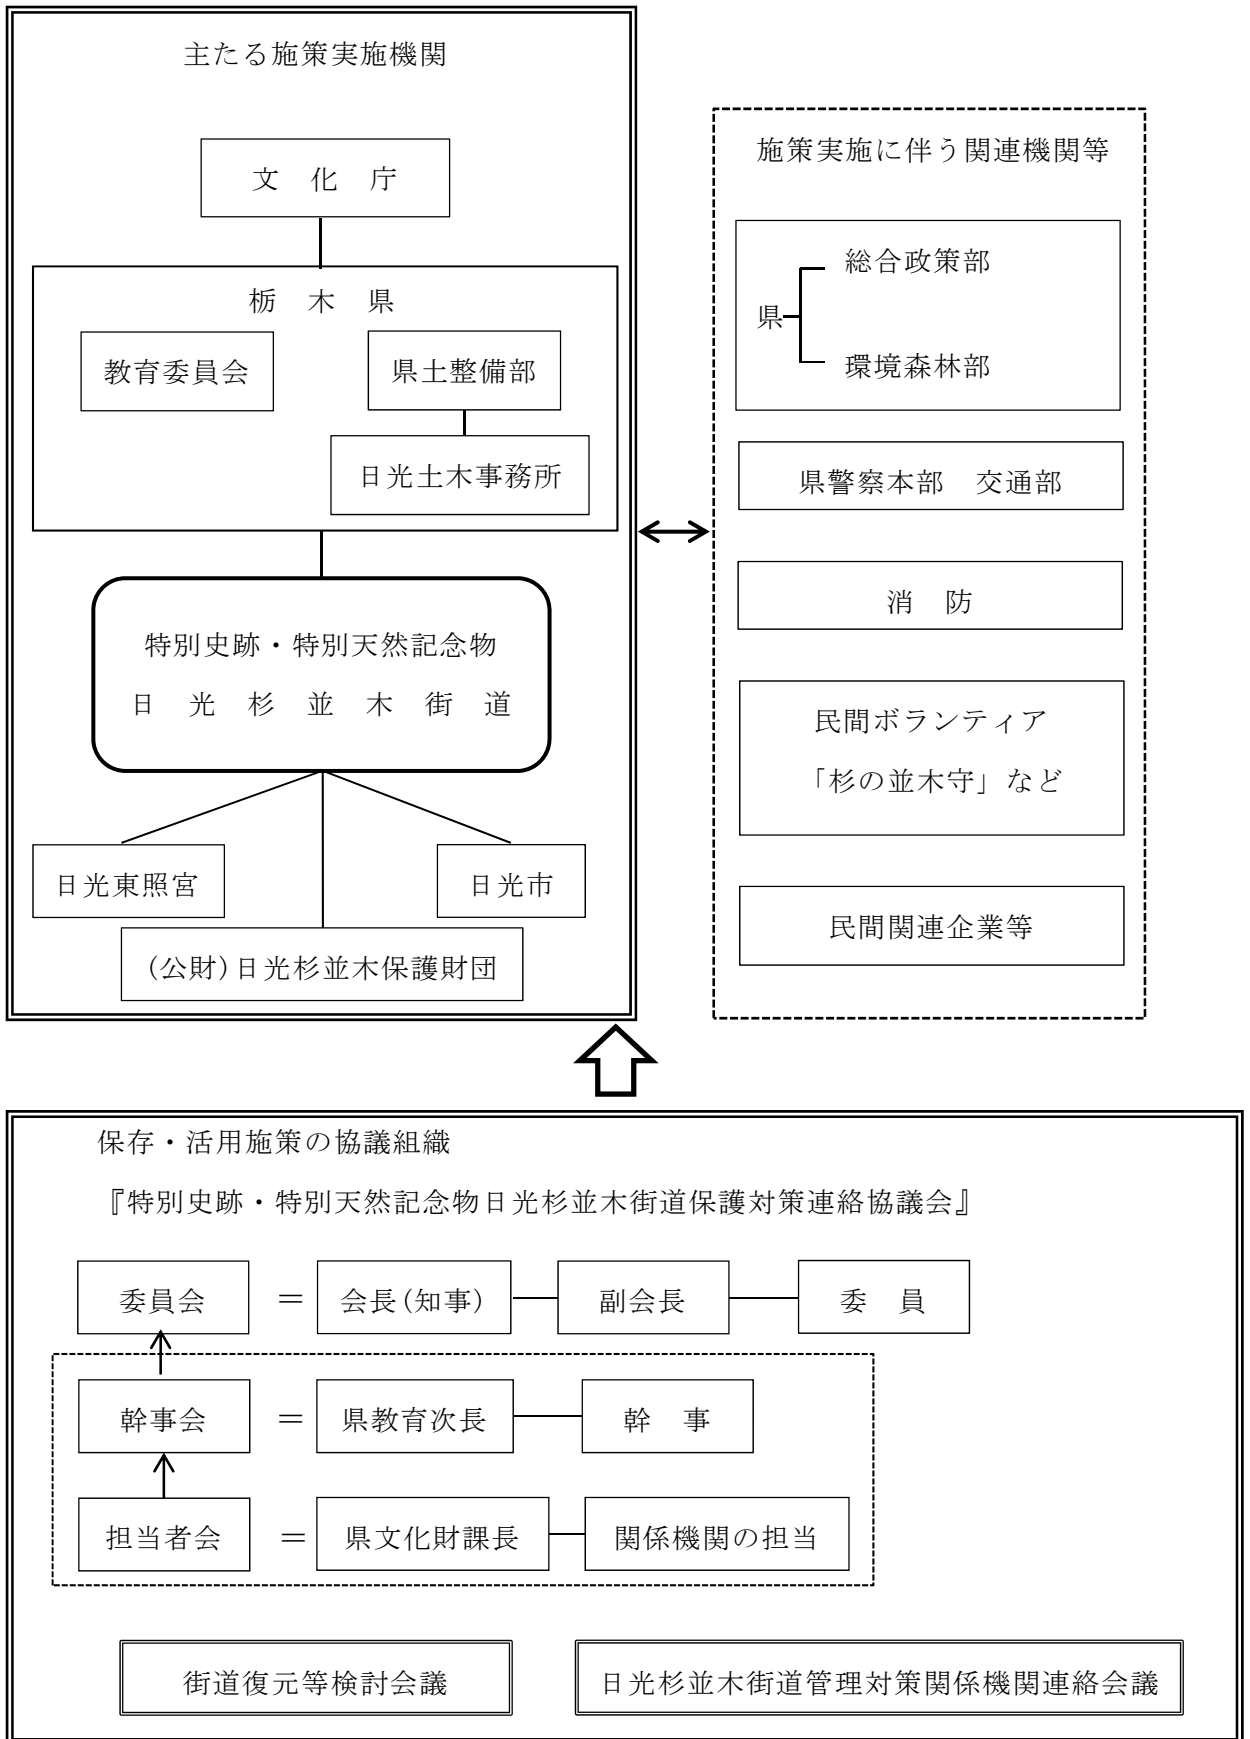 主たる施策実施機関
文　化　庁
栃　木　県
教育委員会
県土整備部
日光土木事務所
特別史跡・特別天然記念物
日　光　杉　並　木　街　道
日光東照宮
日光市
(公財)日光杉並木保護財団
施策実施に伴う関連機関等
県
総合政策部
環境森林部
県警察本部　交通部
消　防
民間ボランティア
「杉の並木守」など
民間関連企業等
保存・活用施策の協議組織
『特別史跡・特別天然記念物日光杉並木街道保護対策連絡協議会』
委員会　＝　会長(知事)　副会長　委　員
幹事会　＝　県教育次長　幹　事
担当者会　＝　県文化財課長　関係機関の担当
街道復元等検討会議
日光杉並木街道管理対策関係機関連絡会議